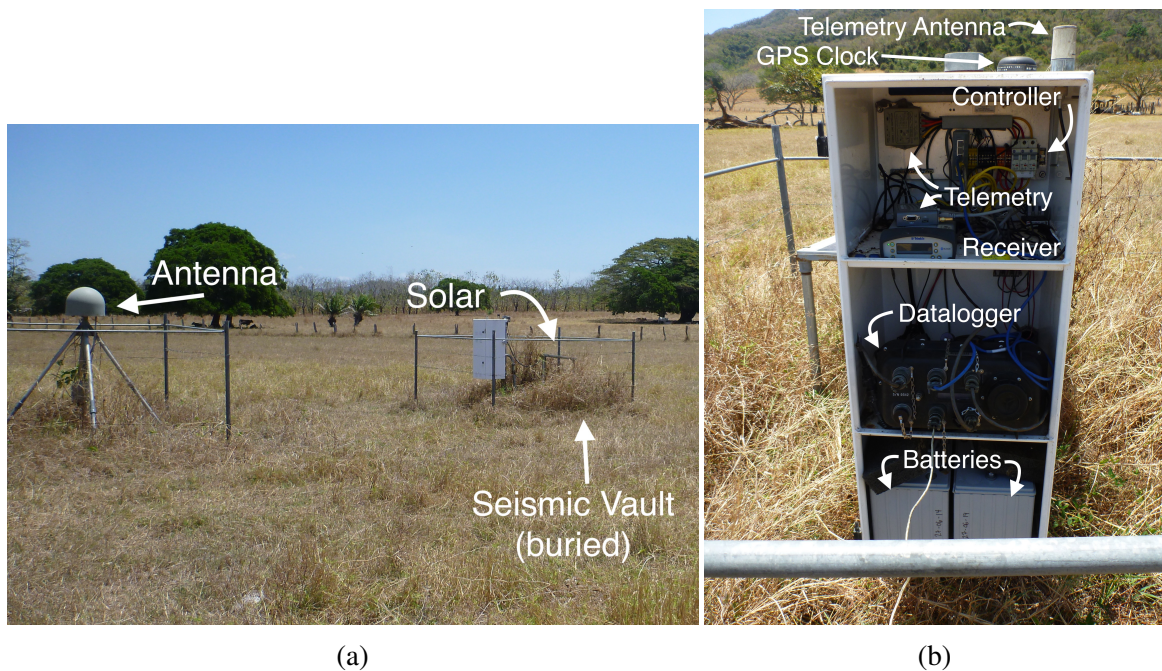 Antenna
Solar
Seismic Vault
(buried)
(a)
Telemetry Antenna
GPS Clock
Controller
Telemetry
Receiver
Datalogger
Batteries
(b)